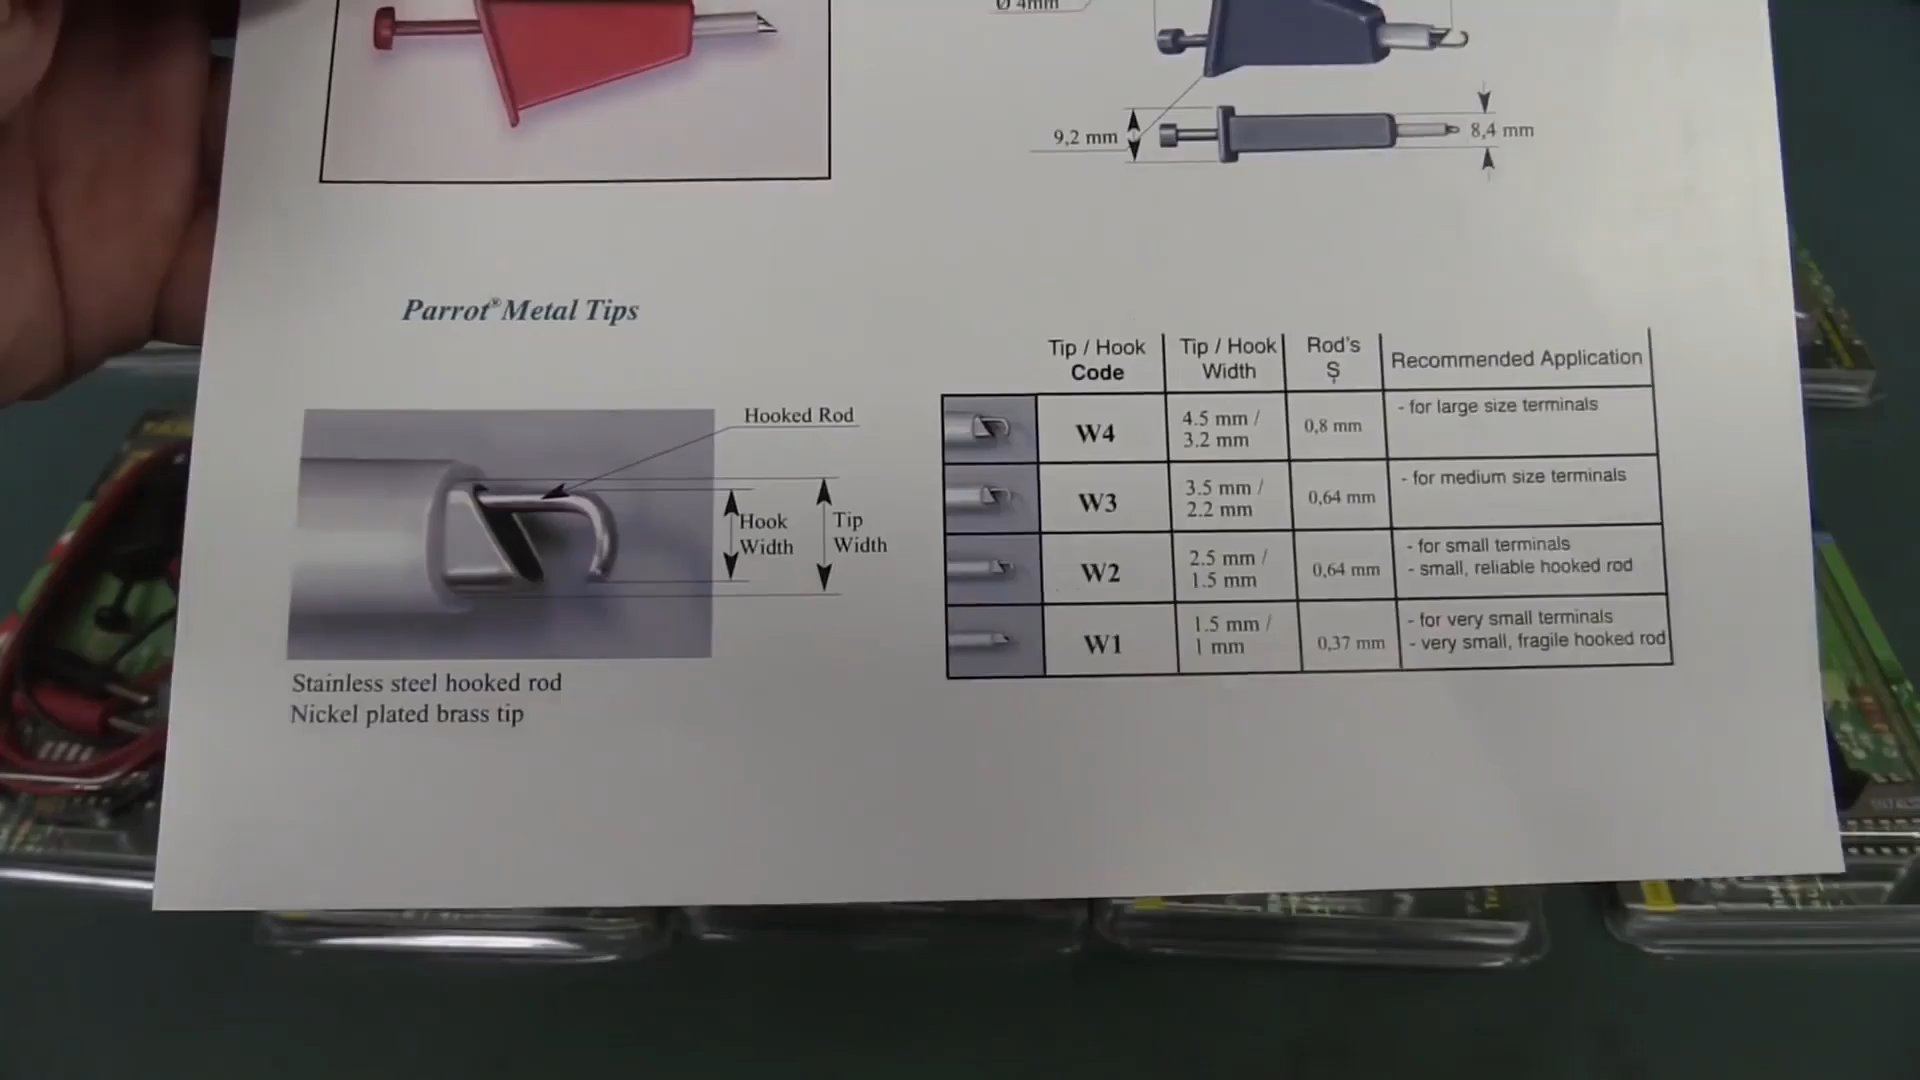 Ø 4mm
9,2 mm
8,4 mm
Parrot® Metal Tips
Hooked Rod
Hook
Width
Tip
Width
Stainless steel hooked rod
Nickel plated brass tip
Tip / Hook
Code
Tip / Hook
Width
Rod's
Ș
Recommended Application
W4
4.5 mm /
3.2 mm
0,8 mm
- for large size terminals
W3
3.5 mm /
2.2 mm
0,64 mm
- for medium size terminals
W2
2.5 mm /
1.5 mm
0,64 mm
- for small terminals
- small, reliable hooked rod
W1
1.5 mm /
1 mm
0,37 mm
- for very small terminals
- very small, fragile hooked rod